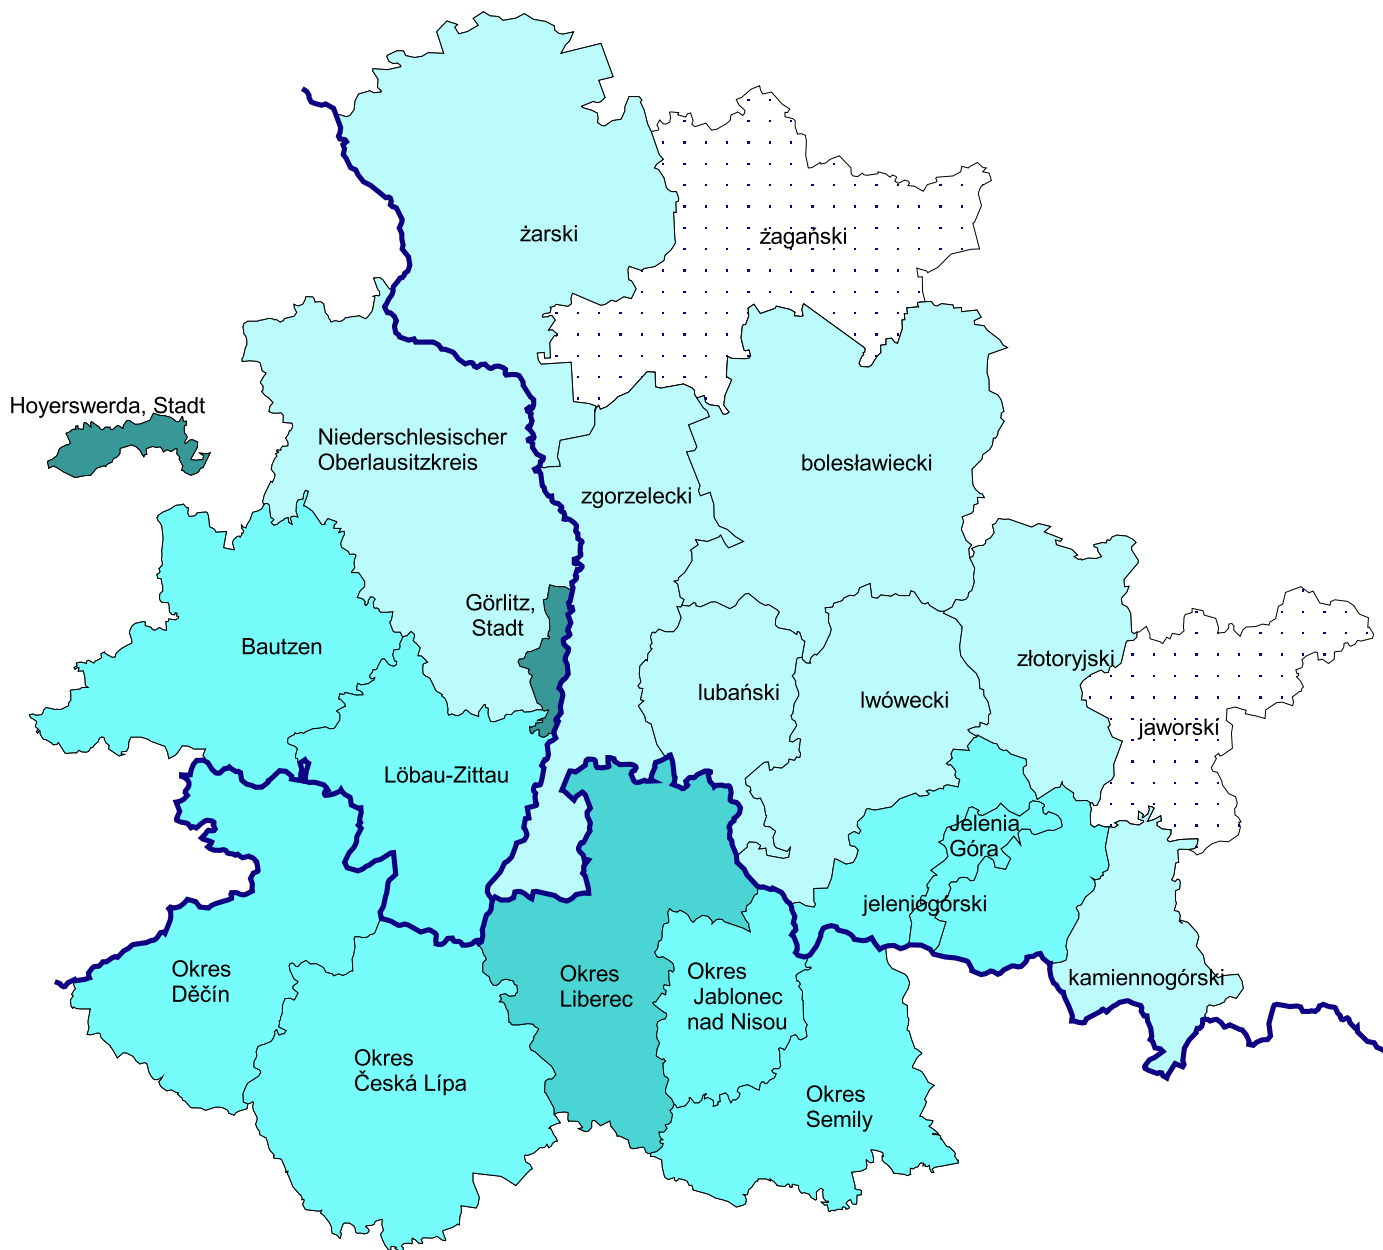 żarski
żagański
Hoyerswerda, Stadt
Niederschlesischer
Oberlausitzkreis
bolesławiecki
zgorzelecki
Görlitz,
Stadt
Bautzen
złotoryjski
lubański
lwówecki
jaworski
Löbau-Zittau
Jelenia
Góra
jeleniogórski
Okres
Děčín
Okres
Liberec
Okres
Jablonec
nad Nisou
kamiennogórski
Okres
Česká Lípa
Okres
Semily